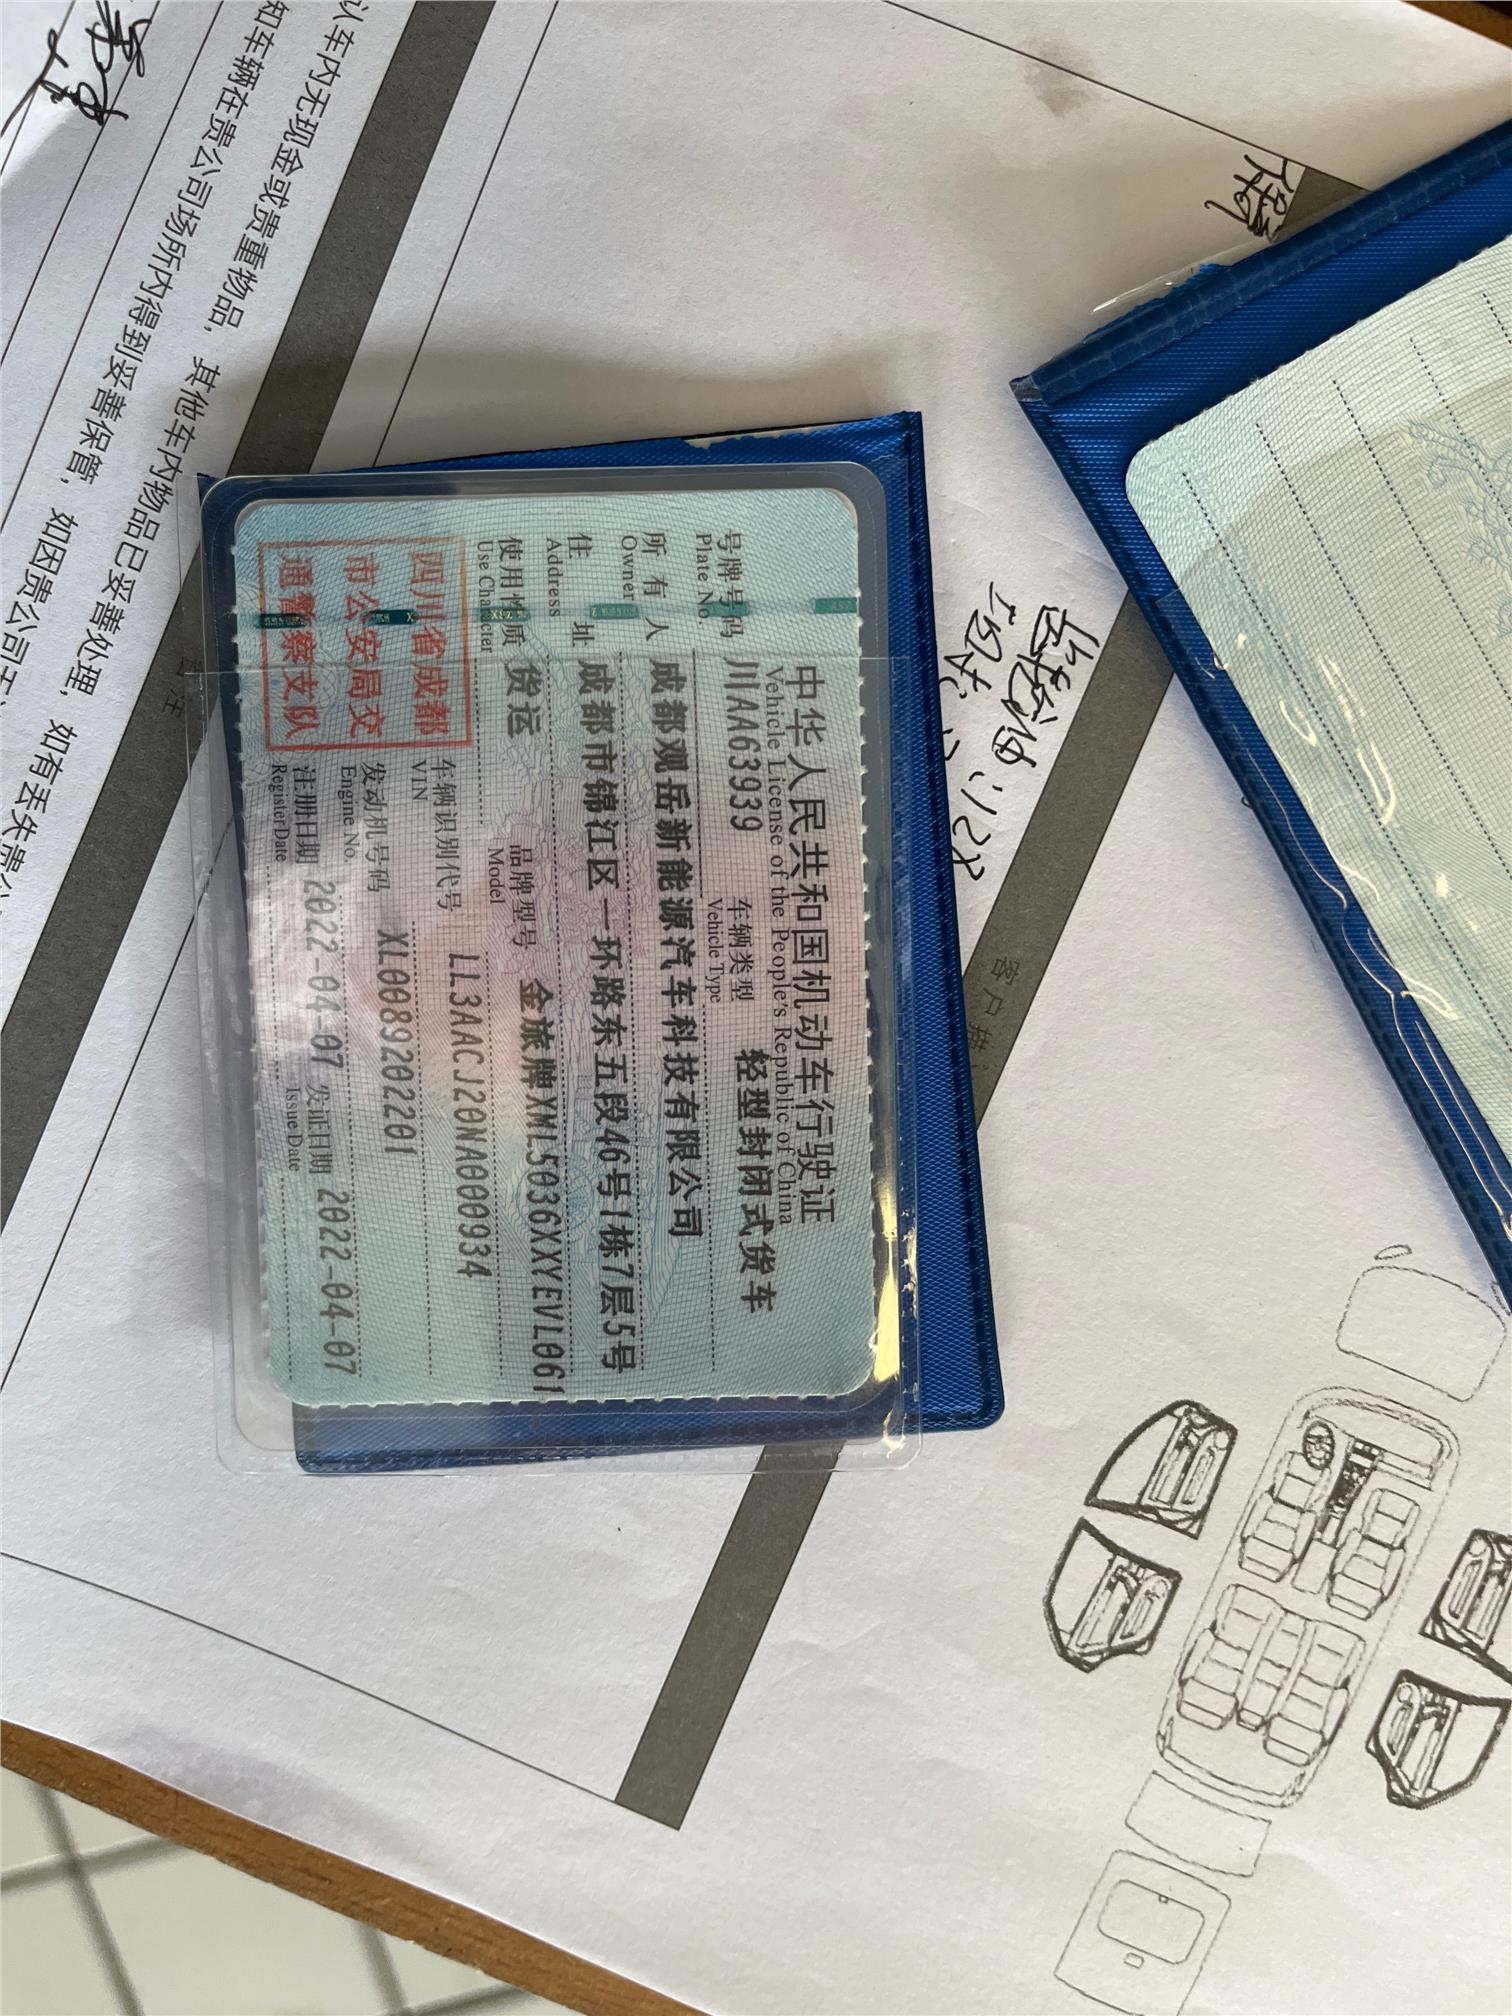 中华人民共和国机动车行驶证
Vehicle License of the People's Republic of China
号牌号码 川AA63939 车辆类型 轻型封闭式货车
Plate No. Vehicle Type
所有人 成都观岳新能源汽车科技有限公司
Owner
住址 成都市锦江区一环路东五段46号1栋7层5号
Address
使用性质 货运 品牌型号 金旅牌XML5036XXYEVL061
Use Character Model
四川省成都
市公安局交
通警察支队
车辆识别代号 LL3AACJ20NA000934
VIN
发动机号码 XL0089202201
Engine No.
注册日期 2022-04-07 发证日期 2022-04-07
Register Date Issue Date
认车内无现金或贵重物品，其他车内物品已妥善处理，如有丢失贵公
知车辆在贵公司场所内得到妥善保管，如因贵公司
备注
客户